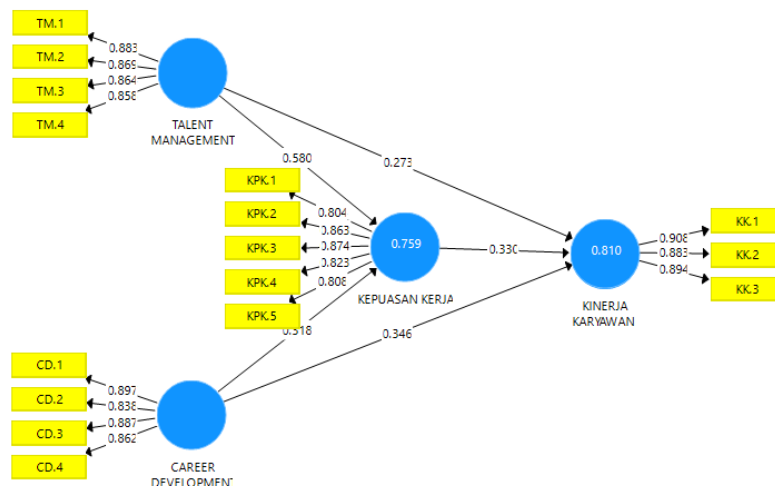 TM.1
TM.2
TM.3
TM.4
0.883
0.869
0.864
0.858
TALENT
MANAGEMENT
0.580
0.273
KPK.1
KPK.2
KPK.3
KPK.4
KPK.5
0.804
0.863
0.874
0.823
0.808
0.759
KEPUASAN KERJA
0.330
0.810
KINERJA
KARYAWAN
0.908
0.883
0.894
KK.1
KK.2
KK.3
0.346
CD.1
CD.2
CD.3
CD.4
0.897
0.838
0.887
0.862
CAREER
DEVELOPMENT